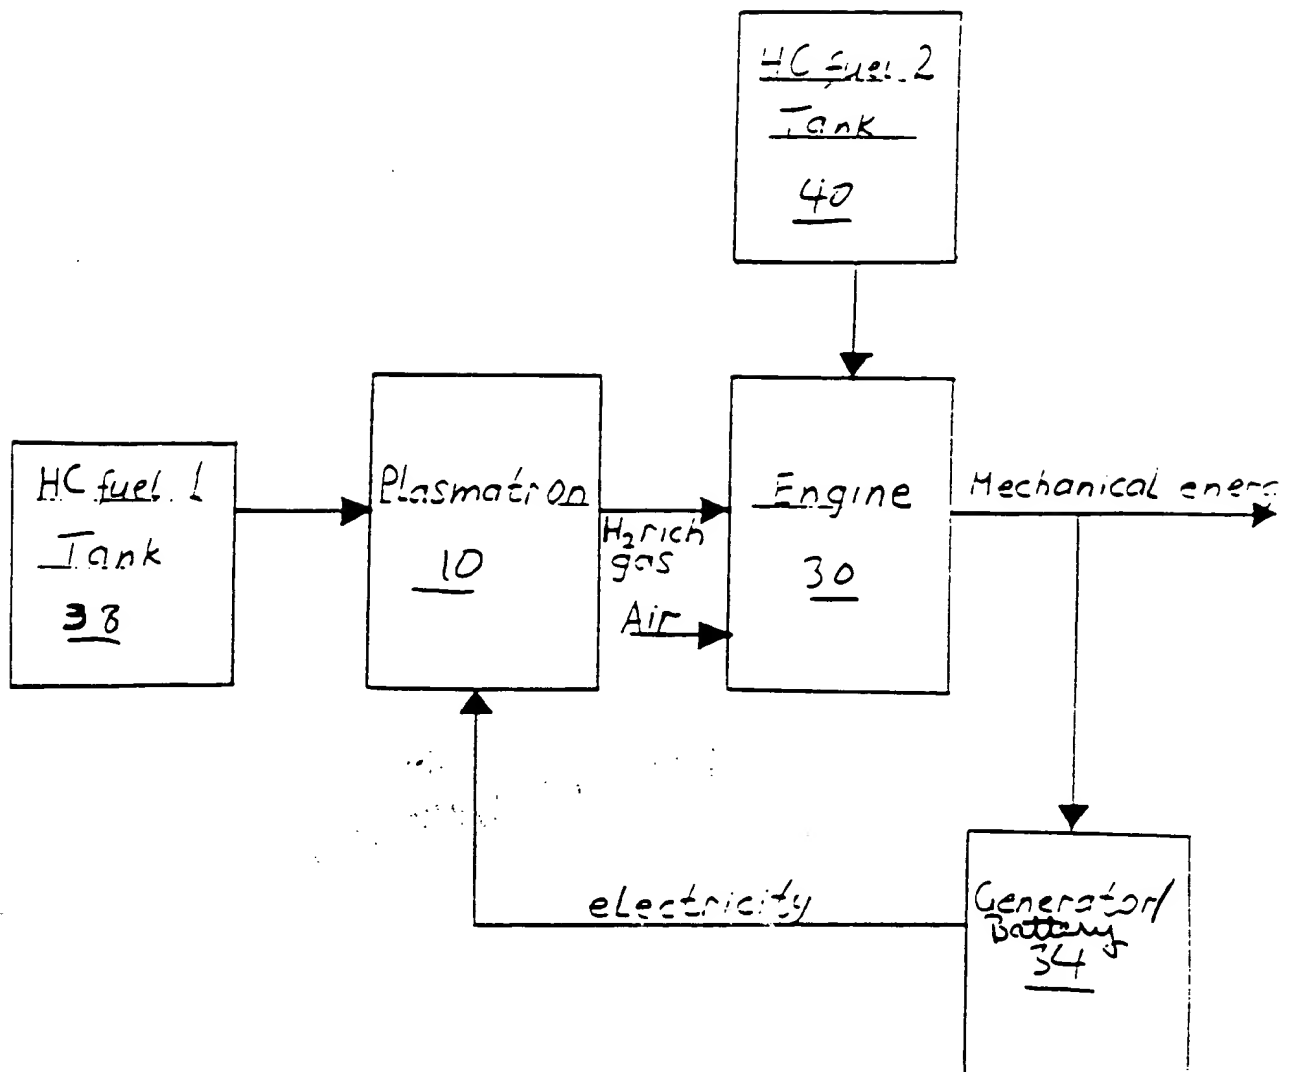 HC fuel 2
Tank
40
HC fuel 1
Tank
38
Plasmatron
10
H2 rich
gas
Air
Engine
30
Mechanical energ
electricity
Generator/
Battery
34